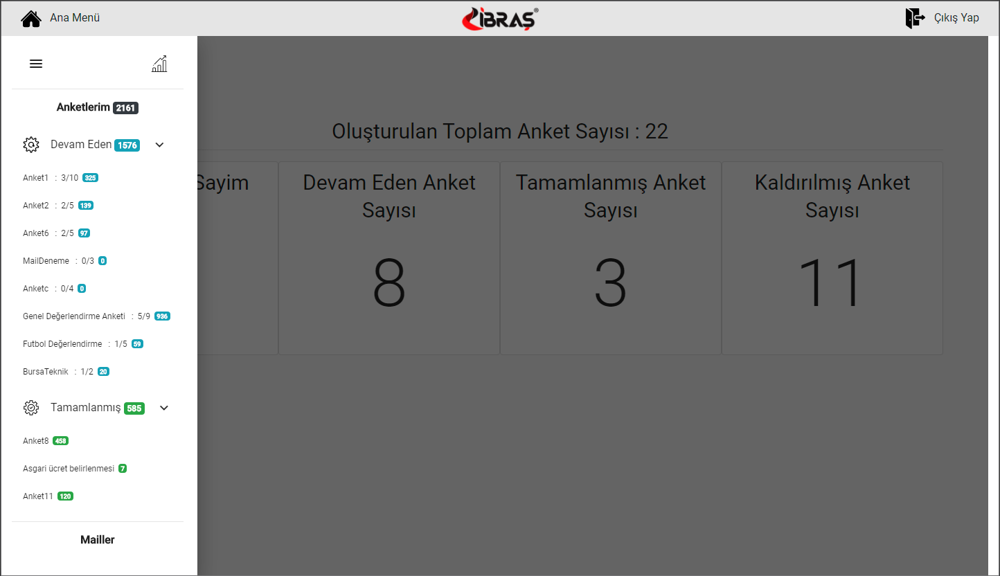 Ana Menü
İBRAŞ®
Çıkış Yap
Anketlerim 2161
Devam Eden 1576
Anket1 : 3/10 325
Anket2 : 2/5 139
Anket6 : 2/5 97
MailDeneme : 0/3 0
Anketc : 0/4 0
Genel Değerlendirme Anketi : 5/9 936
Futbol Değerlendirme : 1/5 59
BursaTeknik : 1/2 20
Tamamlanmış 585
Anket8 458
Asgari ücret belirlenmesi 7
Anket11 120
Mailler
Oluşturulan Toplam Anket Sayısı : 22
Sayim
Devam Eden Anket
Sayısı
8
Tamamlanmış Anket
Sayısı
3
Kaldırılmış Anket
Sayısı
11